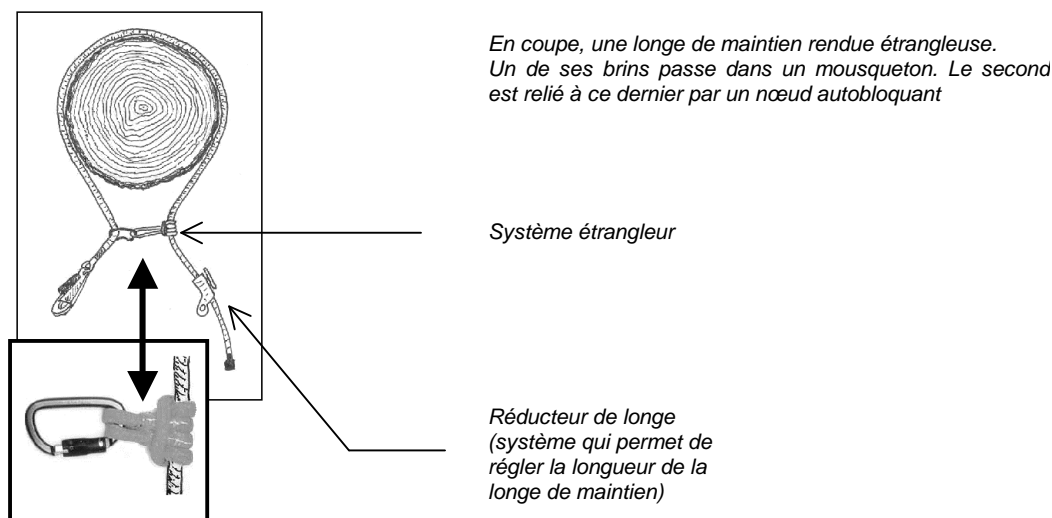 En coupe, une longe de maintien rendue étrangleuse.
Un de ses brins passe dans un mousqueton. Le second
est relié à ce dernier par un nœud autobloquant
Système étrangleur
Réducteur de longe
(système qui permet de
régler la longueur de la
longe de maintien)